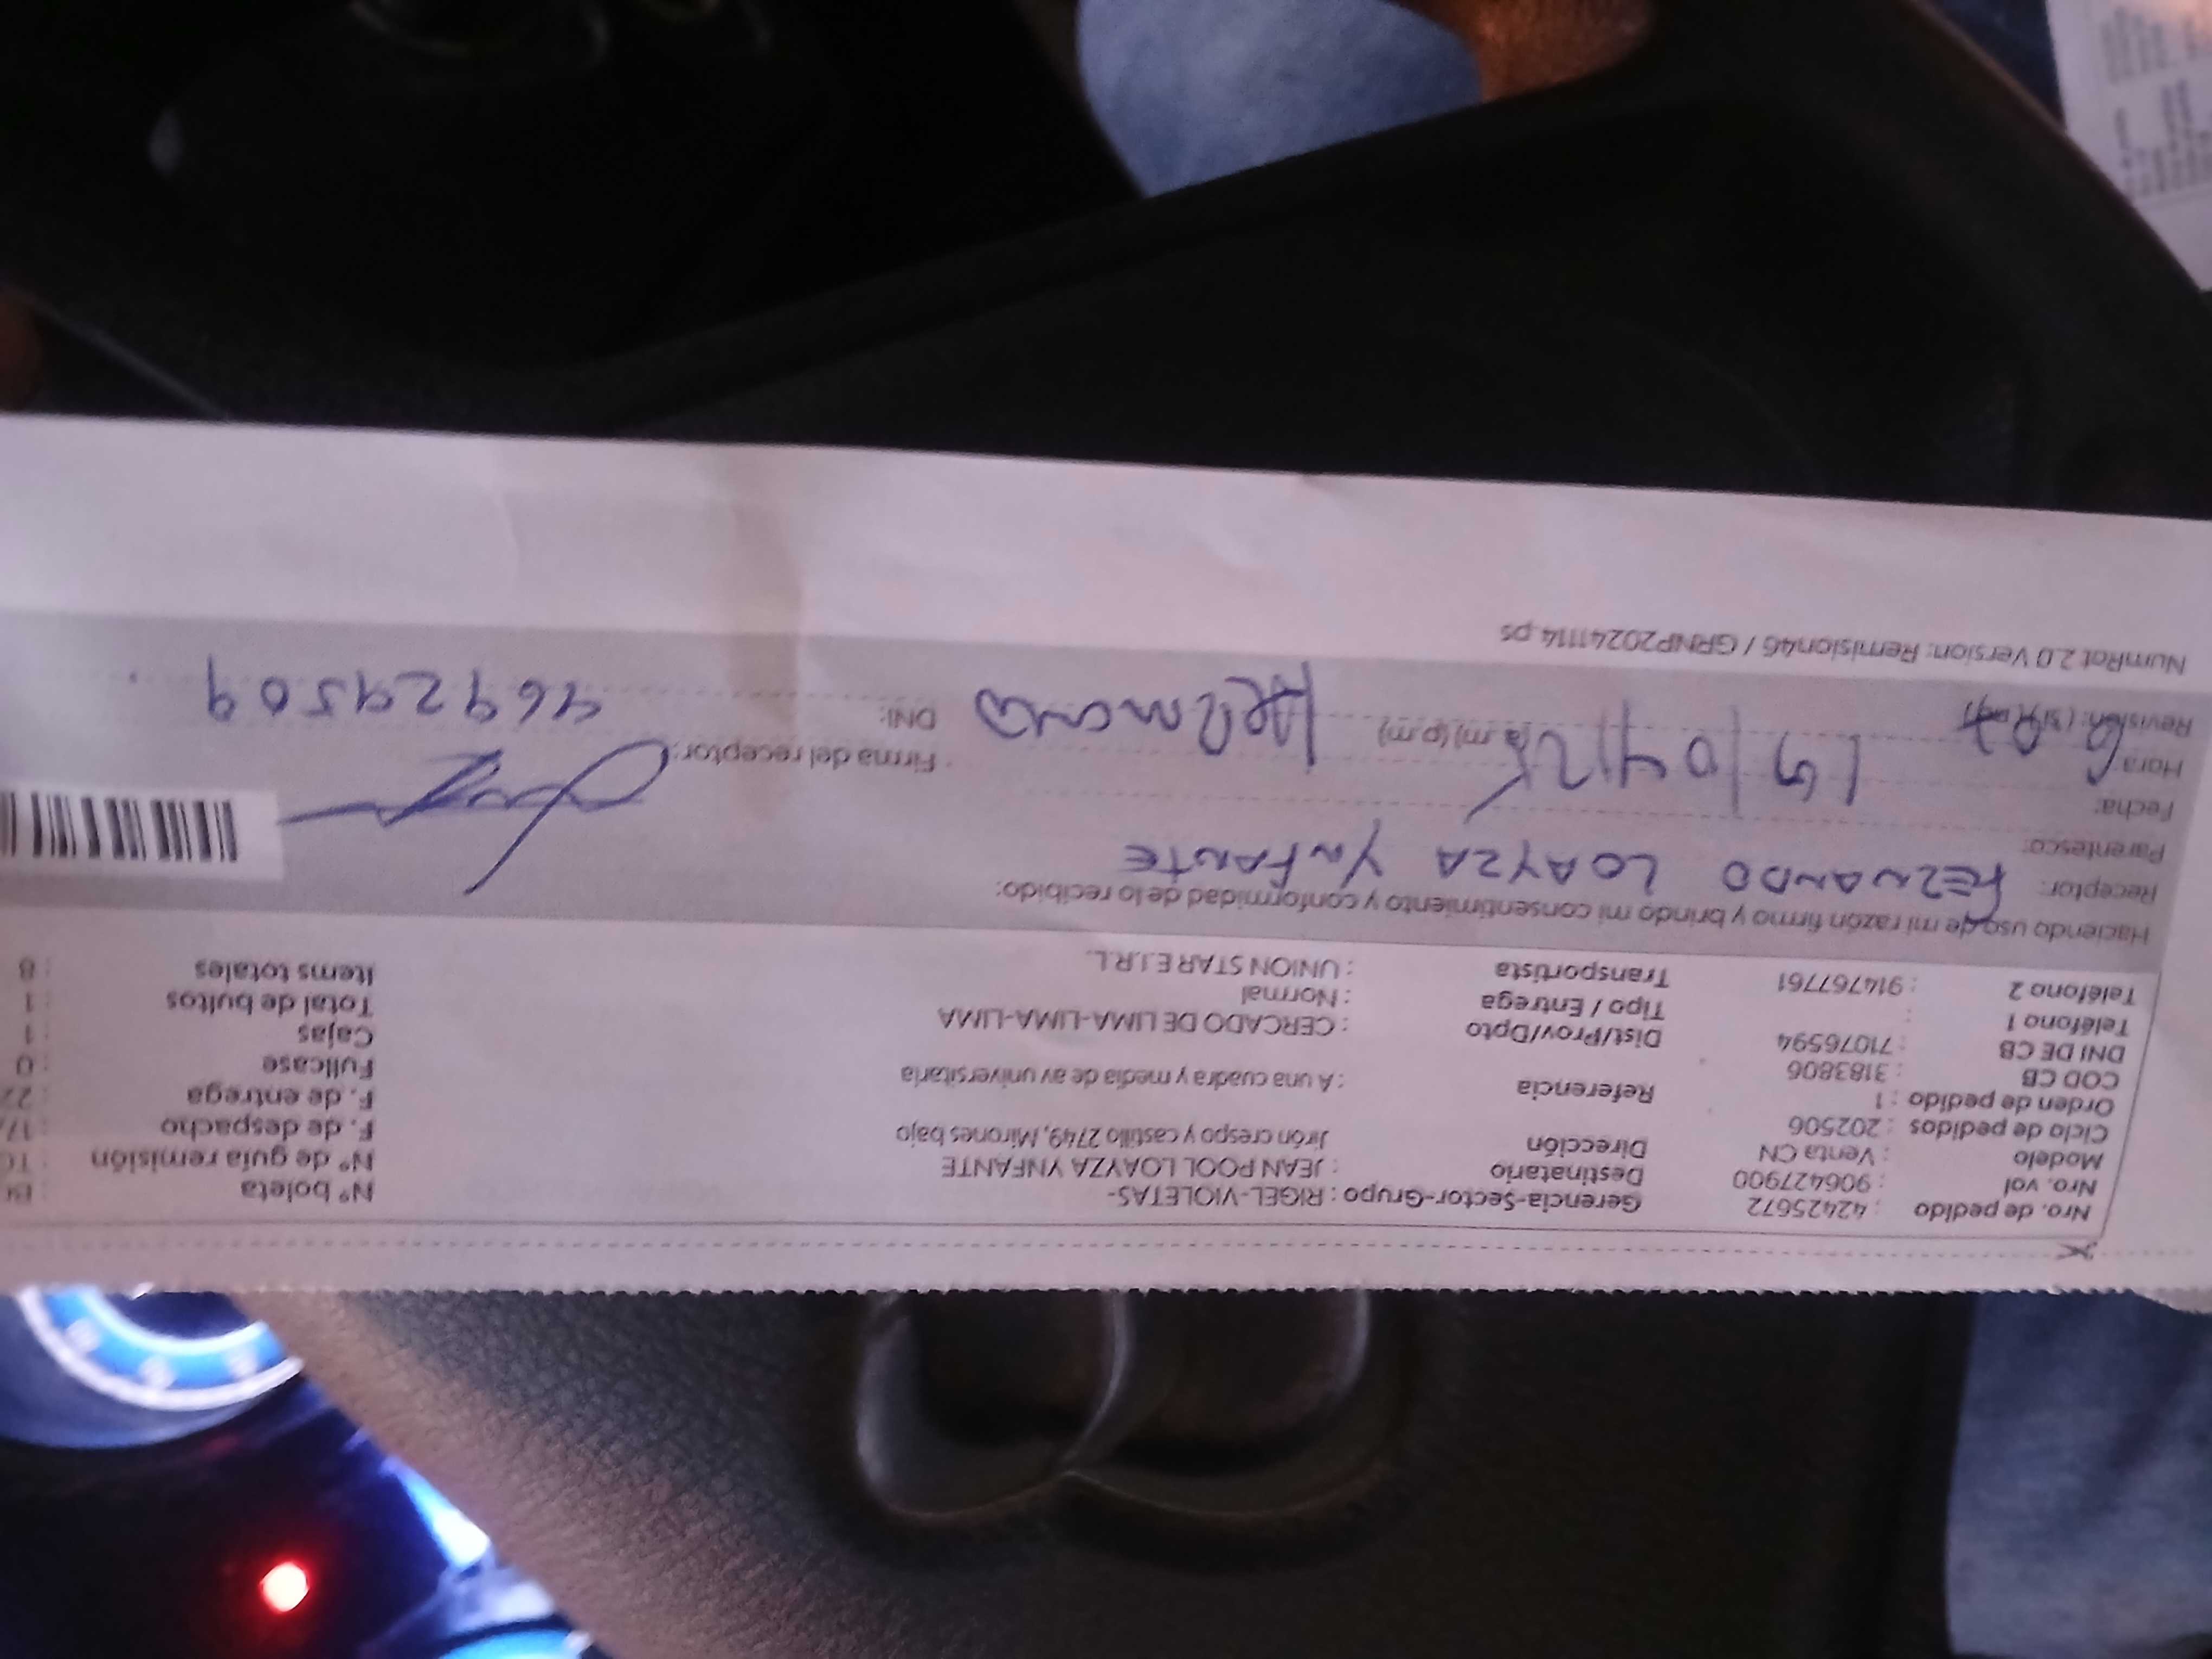 Nro. de pedido : 42425672 Gerencia-Sector-Grupo : RIGEL-VIOLETAS- Nº boleta
Nro. vol : 906427900 Destinatario : JEAN POOL LOAYZA YNFANTE Nº de guía remisión
Modelo : Venta CN Dirección Jirón crespo y castillo 2749, Mirones bajo F. de despacho
Ciclo de pedidos : 202506 F. de entrega
Orden de pedido : 1 Referencia : A una cuadra y media de av universitaria Fullcase : 0
COD CB : 3183806 Cajas : 1
DNI DE CB : 71076594 Dist/Prov/Dpto : CERCADO DE LIMA-LIMA-LIMA Total de bultos : 1
Teléfono 1 : Tipo / Entrega : Normal Items totales : 8
Teléfono 2 : 914767761 Transportista : UNION STAR E.I.R.L.
Haciendo uso de mi razón firmo y brindo mi consentimiento y conformidad de lo recibido:
Receptor: FERNANDO LOAYZA YNFANTE
Parentesco:
Fecha: Firma del receptor:
Hora: (a.m) (p.m) HERMANO
Revisión: DNI: 46929509
NumRot 2.0 Version: Remision46 / GRNP20241114.ps